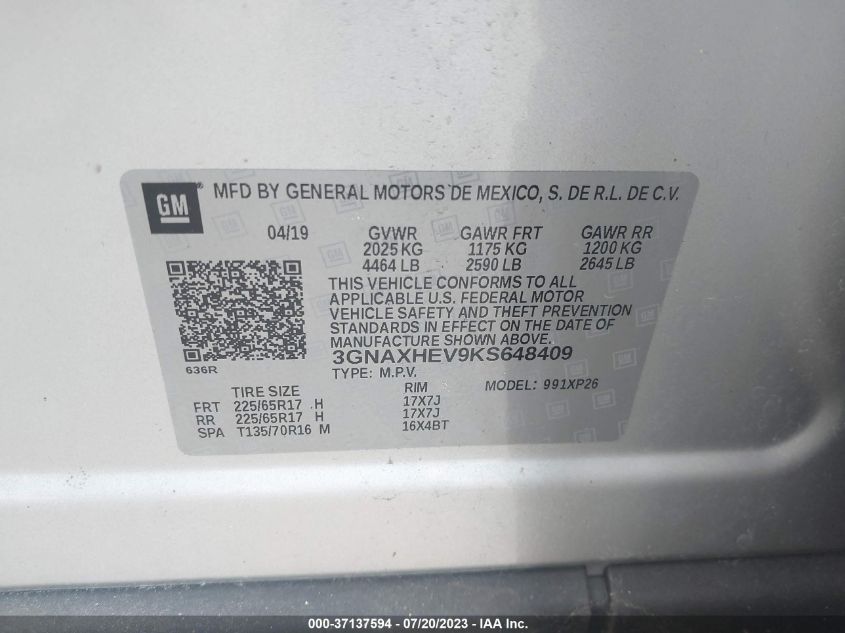 GM ® MFD BY GENERAL MOTORS DE MEXICO, S. DE R.L. DE C.V.
04/19 GVWR GAWR FRT GAWR RR
2025 KG 1175 KG 1200 KG
4464 LB 2590 LB 2645 LB
THIS VEHICLE CONFORMS TO ALL
APPLICABLE U.S. FEDERAL MOTOR
VEHICLE SAFETY AND THEFT PREVENTION
STANDARDS IN EFFECT ON THE DATE OF
MANUFACTURE SHOWN ABOVE.
3GNAXHEV9KS648409
636R
TYPE: M.P.V. MODEL: 991XP26
TIRE SIZE RIM
FRT 225/65R17 H 17X7J
RR 225/65R17 H 17X7J
SPA T135/70R16 M 16X4BT
000-37137594 - 07/20/2023 - IAA Inc.